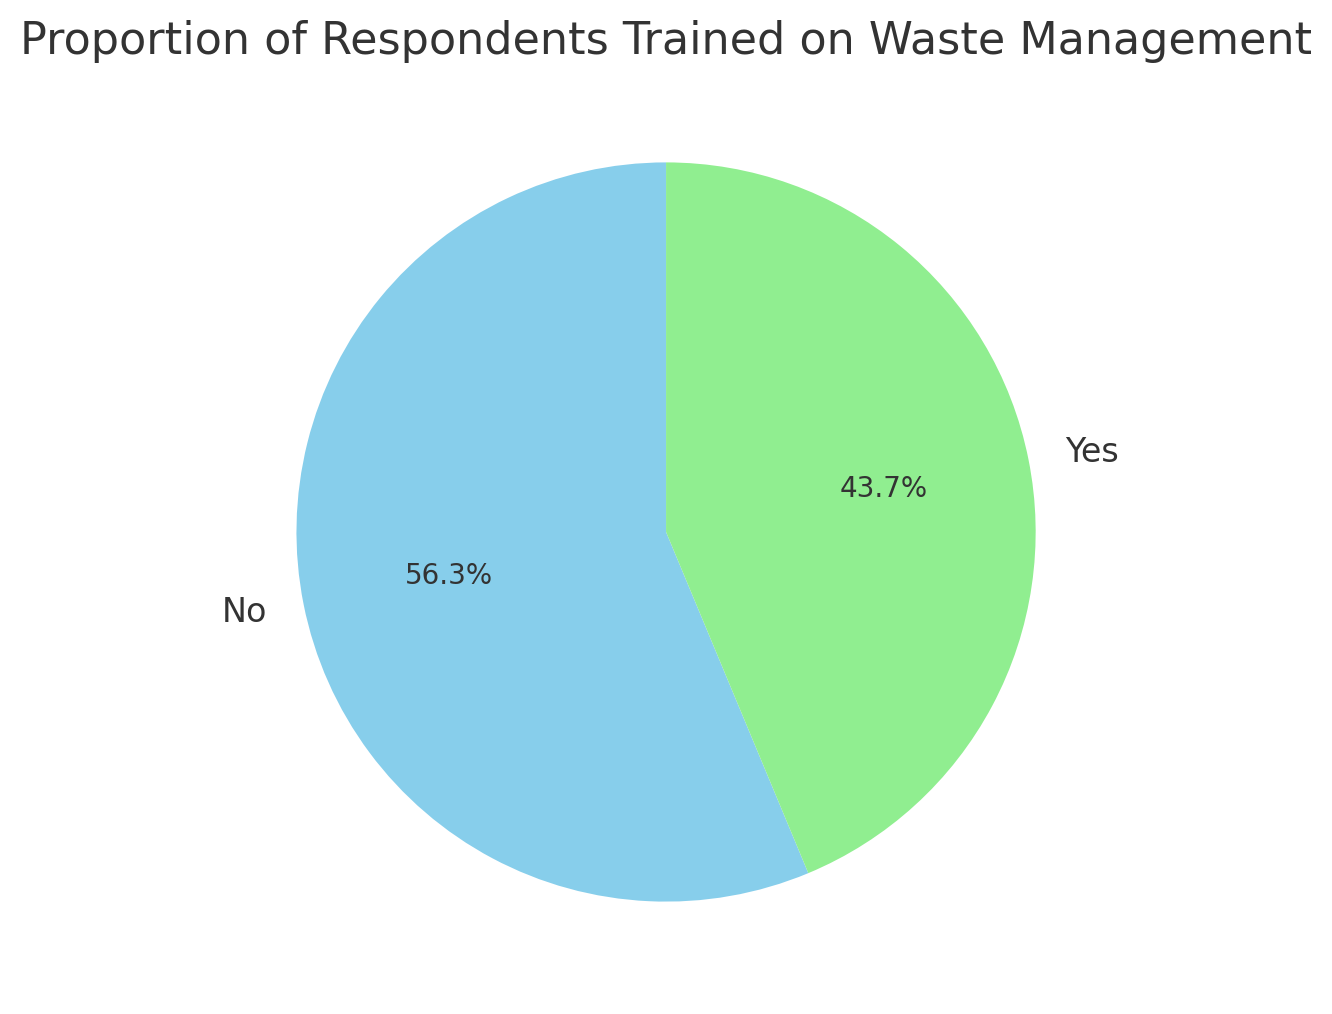 Proportion of Respondents Trained on Waste Management
Yes
43.7%
56.3%
No